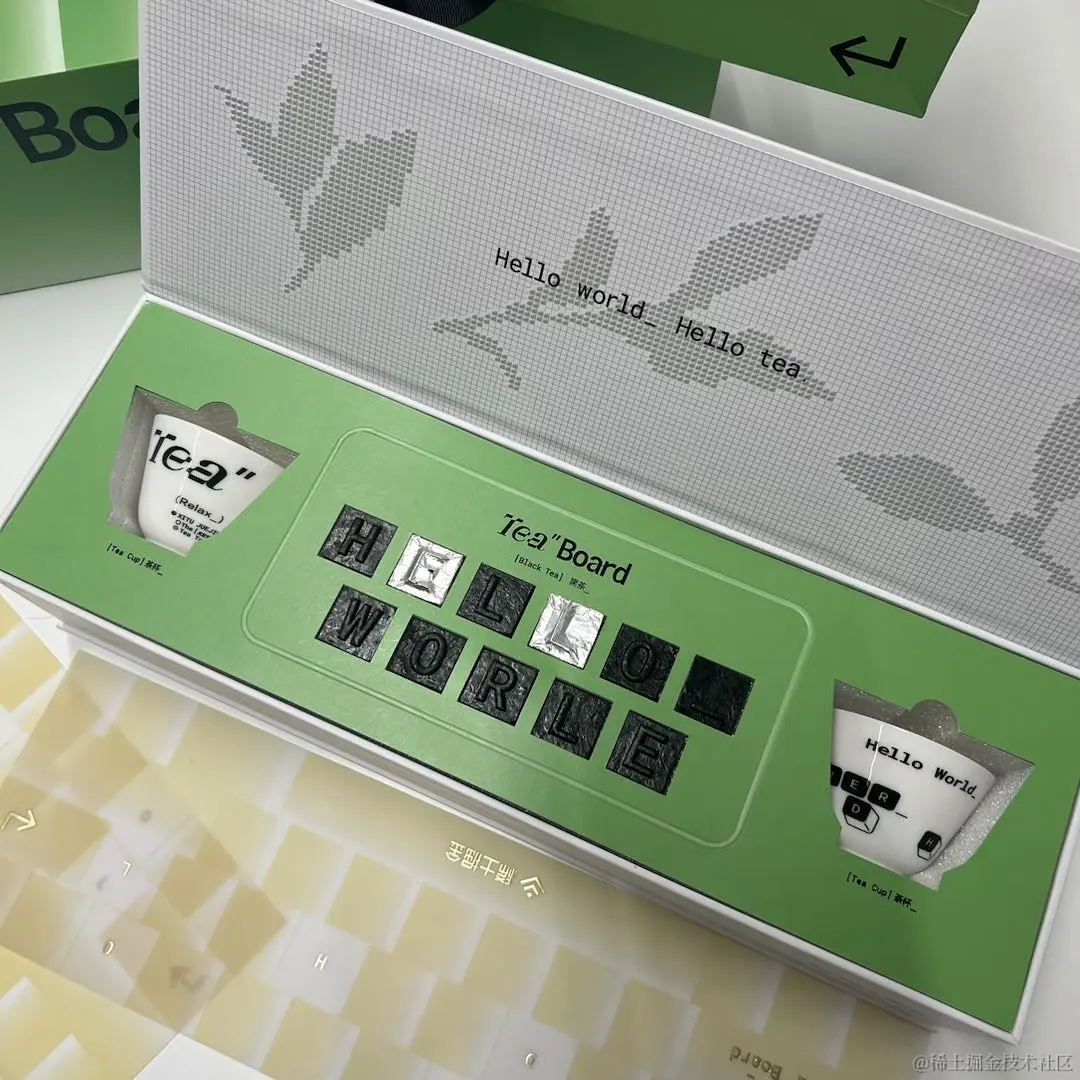 Hello world_ Hello tea.
Tea"
(Relax_)
[Tea Cup] 茶杯_
Tea"Board
[Black Tea] 黑茶_
H E L L O _
W O R L E
Hello World_
E R _
D
H
[Tea Cup] 茶杯_
稀土掘金
L
O
H
O
_ Board
@稀土掘金技术社区